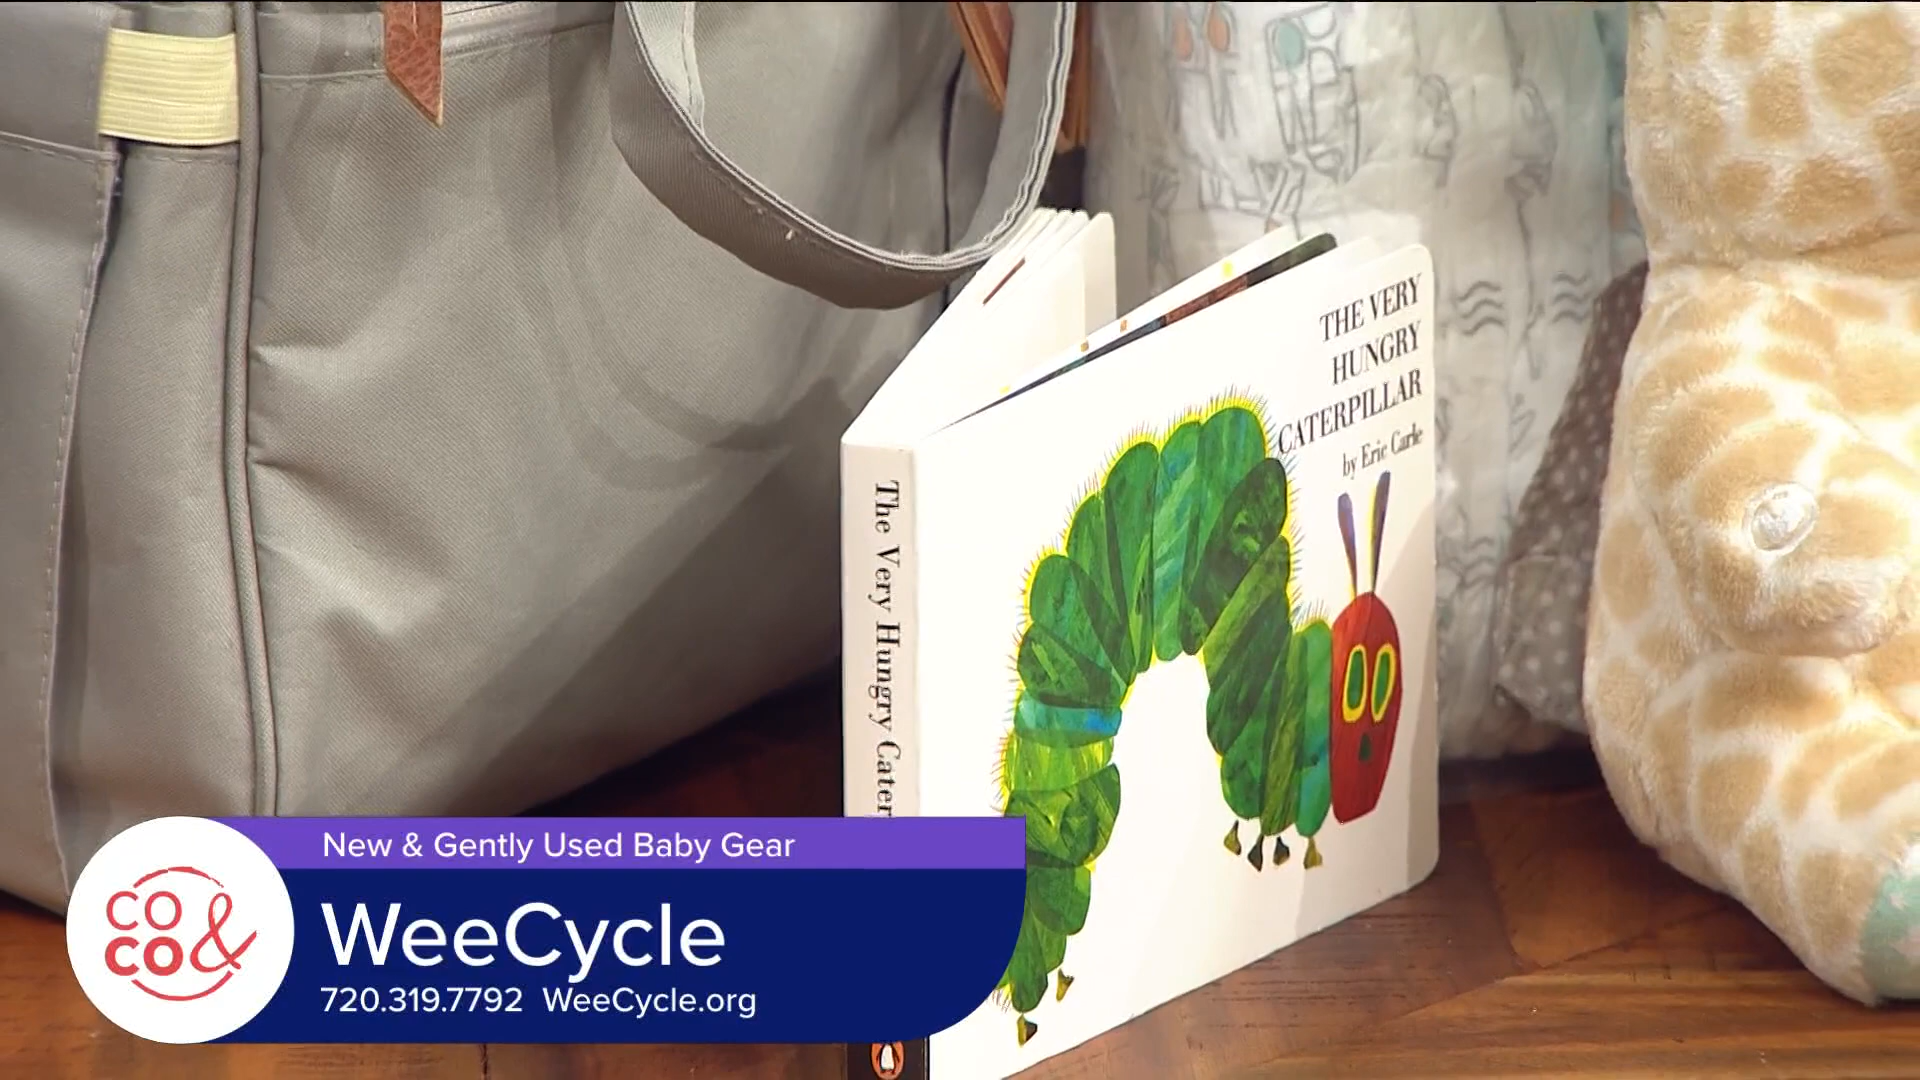 THE VERY
HUNGRY
CATERPILLAR
by Eric Carle
The Very Hungry Cater
New & Gently Used Baby Gear
CO
CO &
WeeCycle
720.319.7792 WeeCycle.org